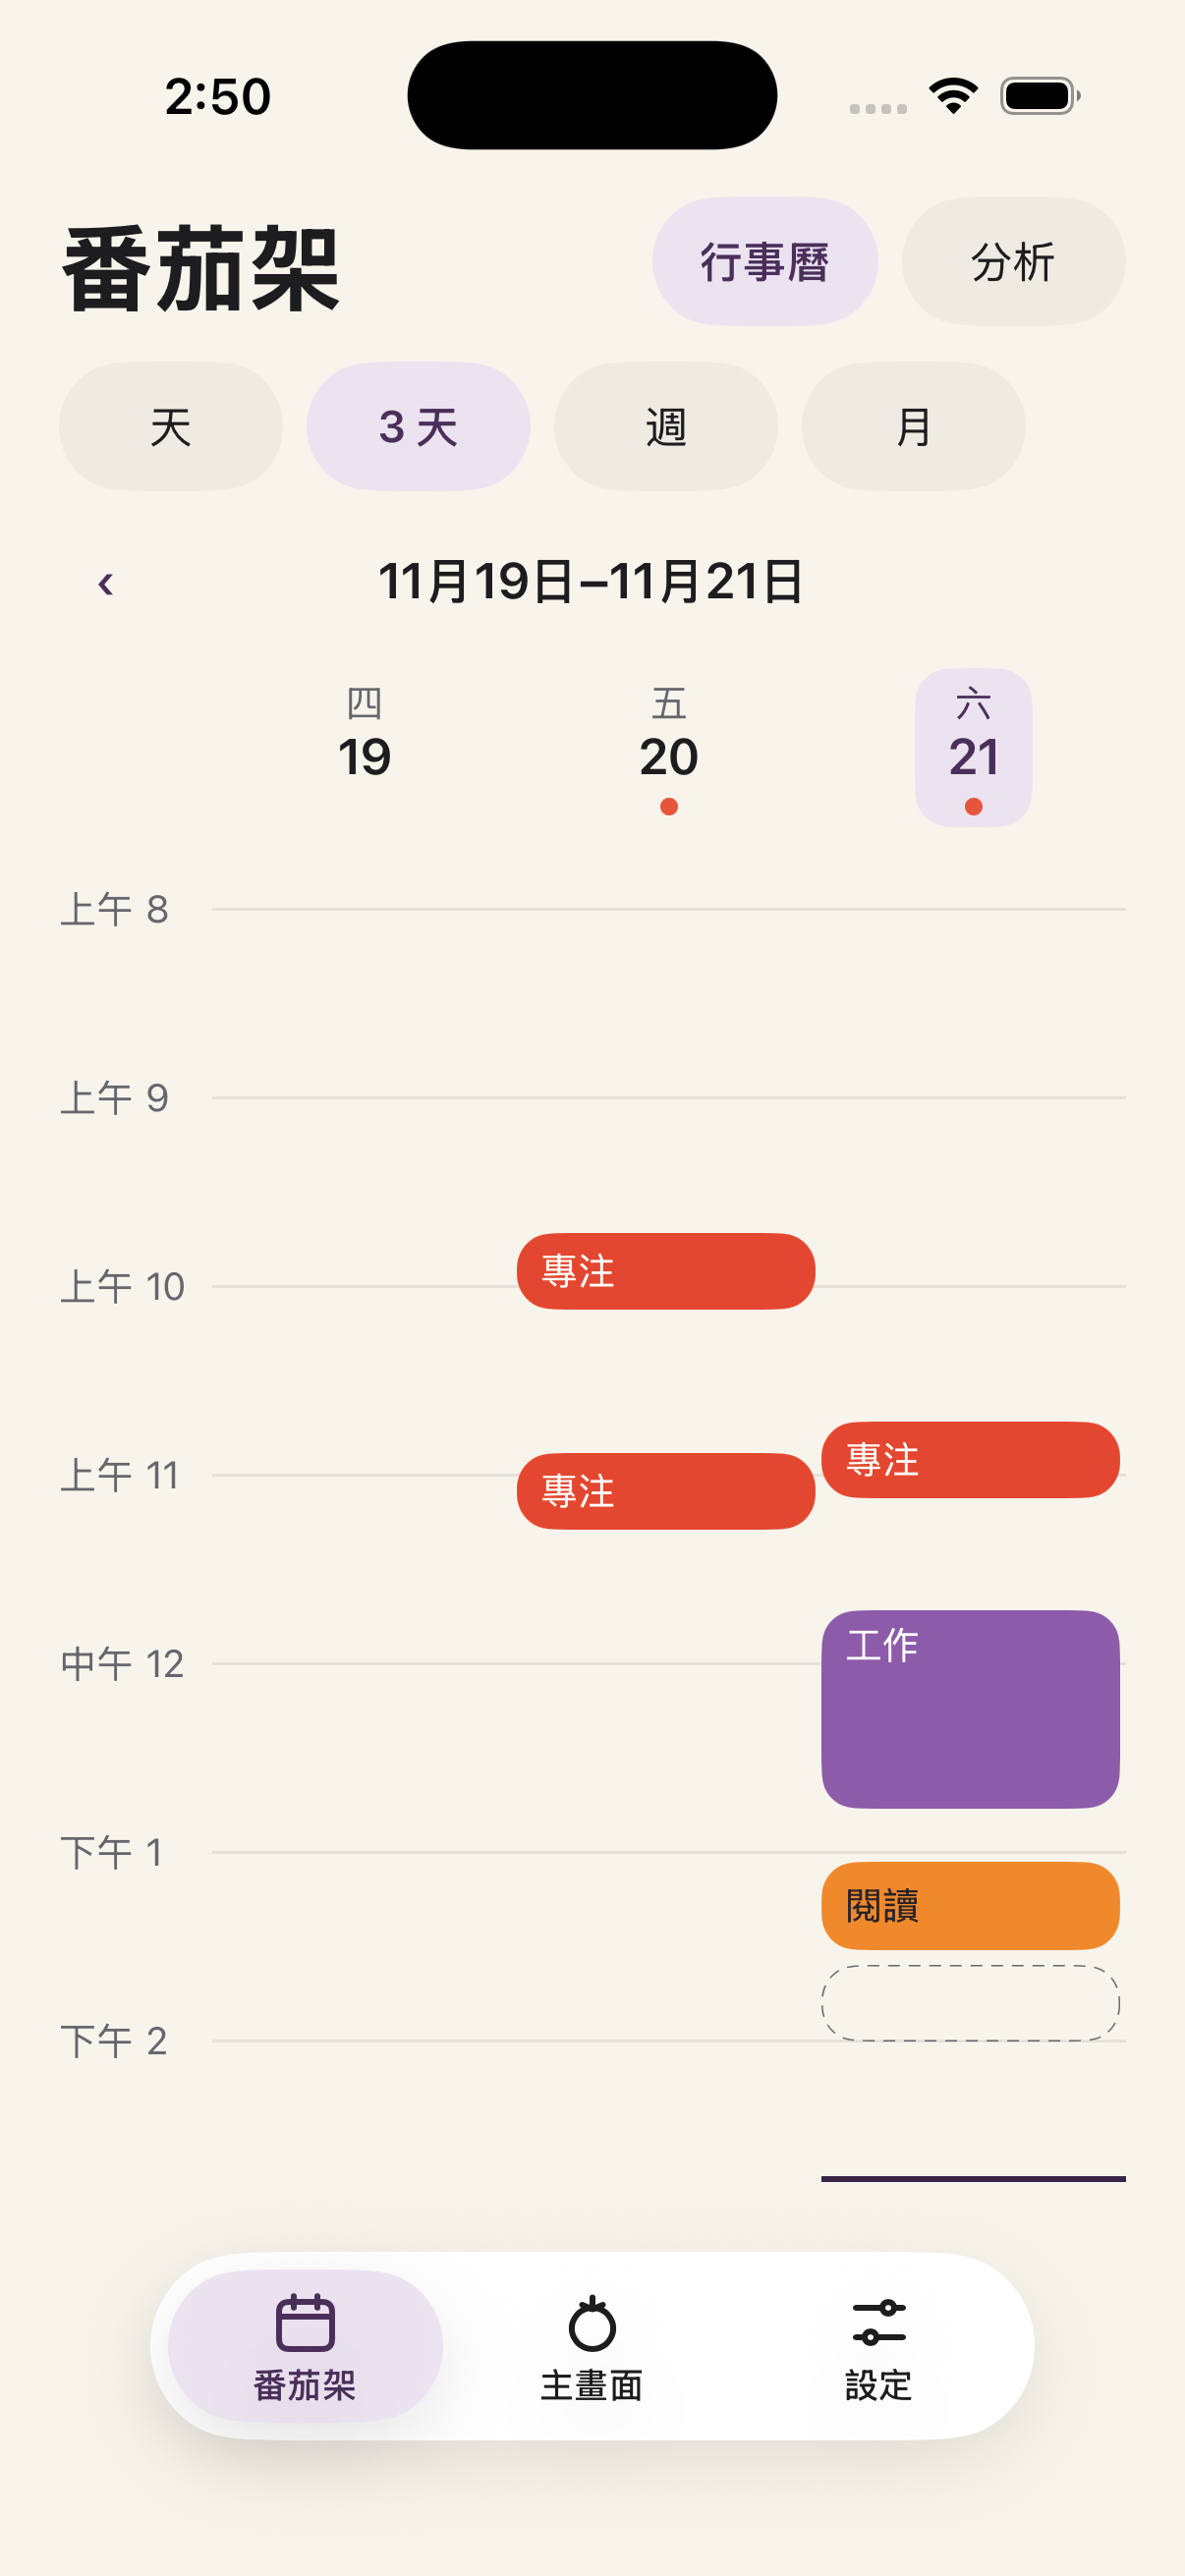 2:50
番茄架
行事曆
分析
天
3 天
週
月
‹
11月19日–11月21日
四
19
五
20
六
21
上午 8
上午 9
上午 10
專注
上午 11
專注
專注
中午 12
工作
下午 1
閱讀
下午 2
番茄架
主畫面
設定